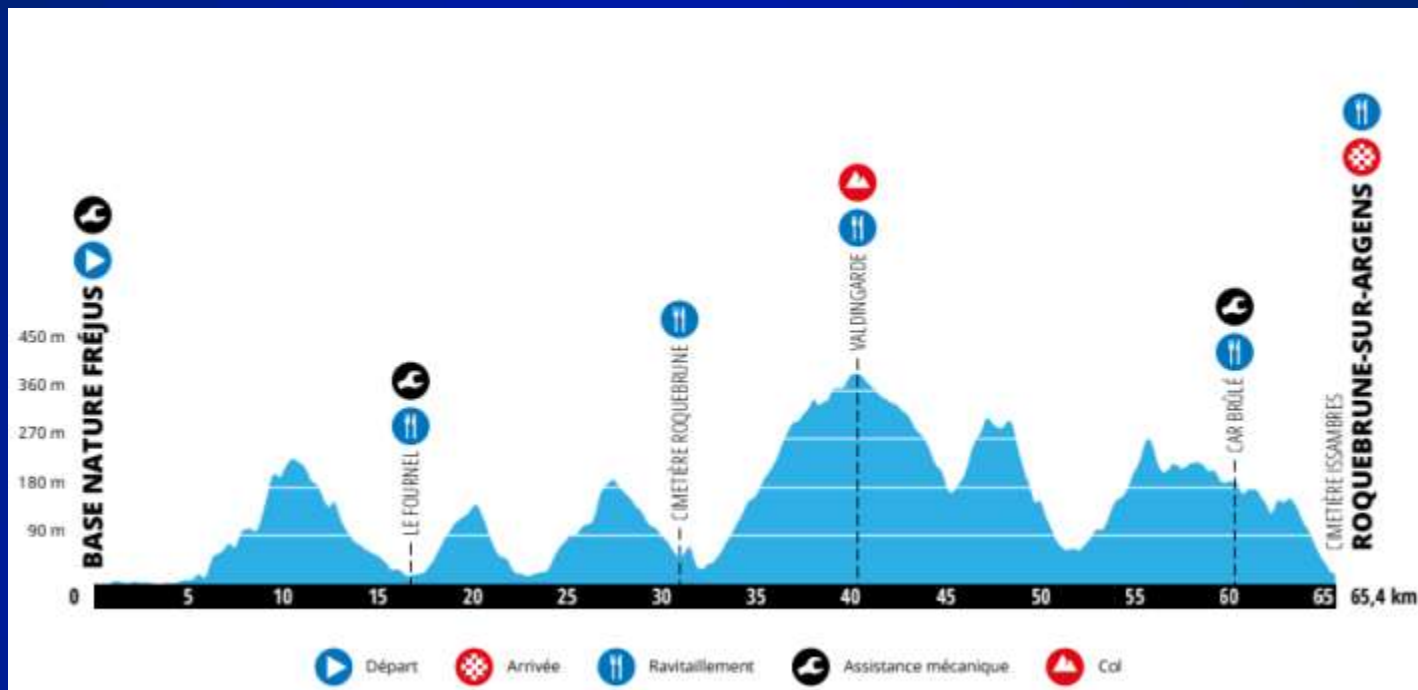 450 m
360 m
270 m
180 m
90 m
BASE NATURE FRÉJUS
LE FOURNEL
CIMETIÈRE ROQUEBRUNE
VALDINGARDE
CAR BRÛLÉ
CIMETIÈRE ISSAMBRES
ROQUEBRUNE-SUR-ARGENS
0 5 10 15 20 25 30 35 40 45 50 55 60 65 65,4 km
Départ Arrivée Ravitaillement Assistance mécanique Col